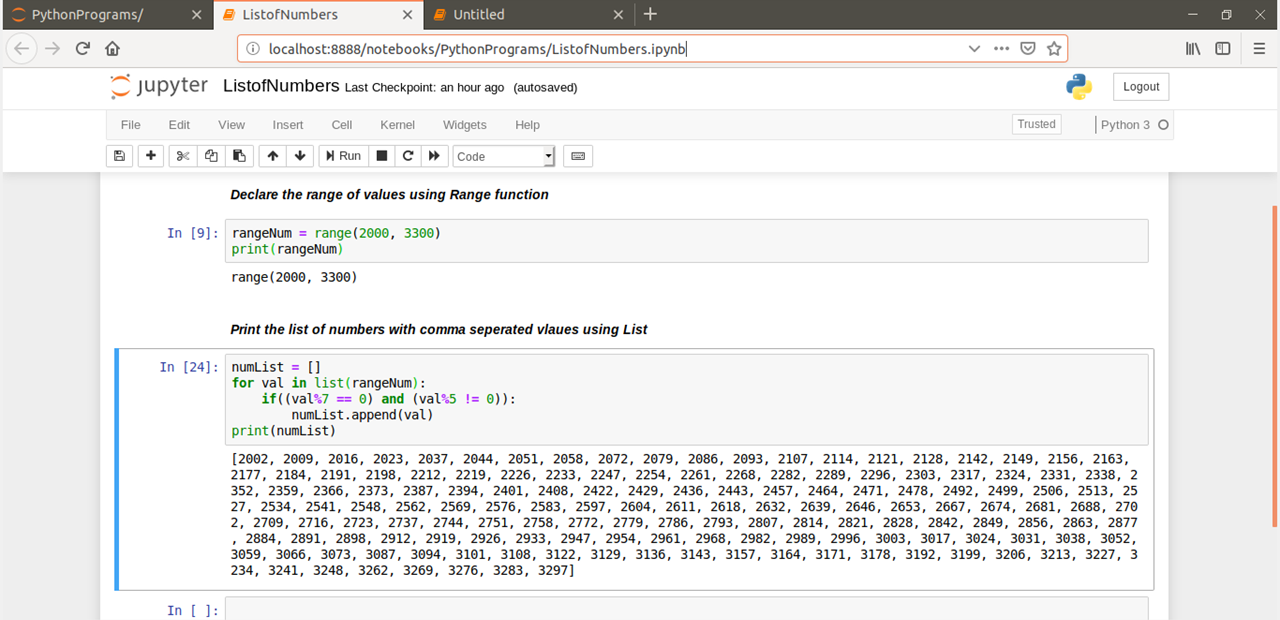 PythonPrograms/
ListofNumbers
Untitled
localhost:8888/notebooks/PythonPrograms/ListofNumbers.ipynb
jupyter ListofNumbers Last Checkpoint: an hour ago (autosaved)
Logout
File Edit View Insert Cell Kernel Widgets Help
Trusted
Python 3
Run
Code
Declare the range of values using Range function
In [9]: rangeNum = range(2000, 3300)
print(rangeNum)
range(2000, 3300)
Print the list of numbers with comma seperated vlaues using List
In [24]: numList = []
for val in list(rangeNum):
    if((val%7 == 0) and (val%5 != 0)):
        numList.append(val)
print(numList)
[2002, 2009, 2016, 2023, 2037, 2044, 2051, 2058, 2072, 2079, 2086, 2093, 2107, 2114, 2121, 2128, 2142, 2149, 2156, 2163,
2177, 2184, 2191, 2198, 2212, 2219, 2226, 2233, 2247, 2254, 2261, 2268, 2282, 2289, 2296, 2303, 2317, 2324, 2331, 2338, 2
352, 2359, 2366, 2373, 2387, 2394, 2401, 2408, 2422, 2429, 2436, 2443, 2457, 2464, 2471, 2478, 2492, 2499, 2506, 2513, 25
27, 2534, 2541, 2548, 2562, 2569, 2576, 2583, 2597, 2604, 2611, 2618, 2632, 2639, 2646, 2653, 2667, 2674, 2681, 2688, 270
2, 2709, 2716, 2723, 2737, 2744, 2751, 2758, 2772, 2779, 2786, 2793, 2807, 2814, 2821, 2828, 2842, 2849, 2856, 2863, 2877
, 2884, 2891, 2898, 2912, 2919, 2926, 2933, 2947, 2954, 2961, 2968, 2982, 2989, 2996, 3003, 3017, 3024, 3031, 3038, 3052,
3059, 3066, 3073, 3087, 3094, 3101, 3108, 3122, 3129, 3136, 3143, 3157, 3164, 3171, 3178, 3192, 3199, 3206, 3213, 3227, 3
234, 3241, 3248, 3262, 3269, 3276, 3283, 3297]
In [ ]: